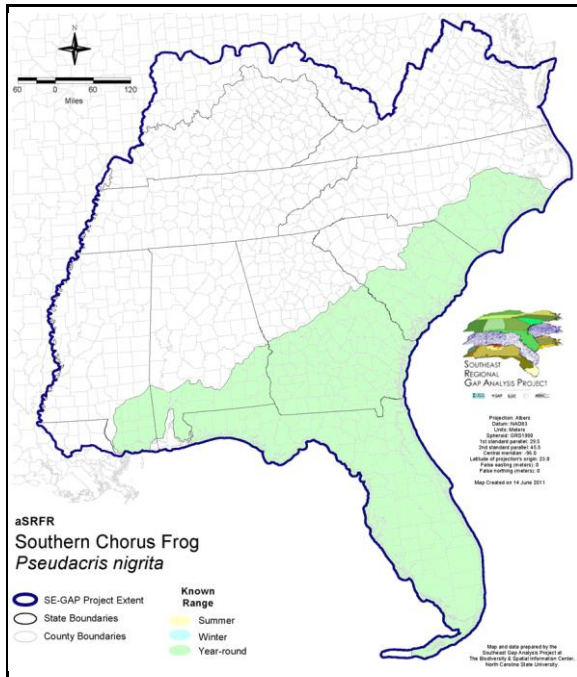 N
60 0 60 120
Miles
SOUTHEAST
REGIONAL
GAP ANALYSIS PROJECT
USGS
Projection: Albers
Datum: NAD83
Units: Meters
Spheroid: GRS1980
1st standard parallel: 29.5
2nd standard parallel: 45.5
Central meridian: -96.0
Latitude of projection's origin: 23.0
False easting (meters): 0
False northing (meters): 0
Map Created on 14 June 2011
aSRFR
Southern Chorus Frog
Pseudacris nigrita
SE-GAP Project Extent
State Boundaries
County Boundaries
Known
Range
Summer
Winter
Year-round
Map and data prepared by the
Southeast Gap Analysis Project at
The Biodiversity & Spatial Information Center,
North Carolina State University.